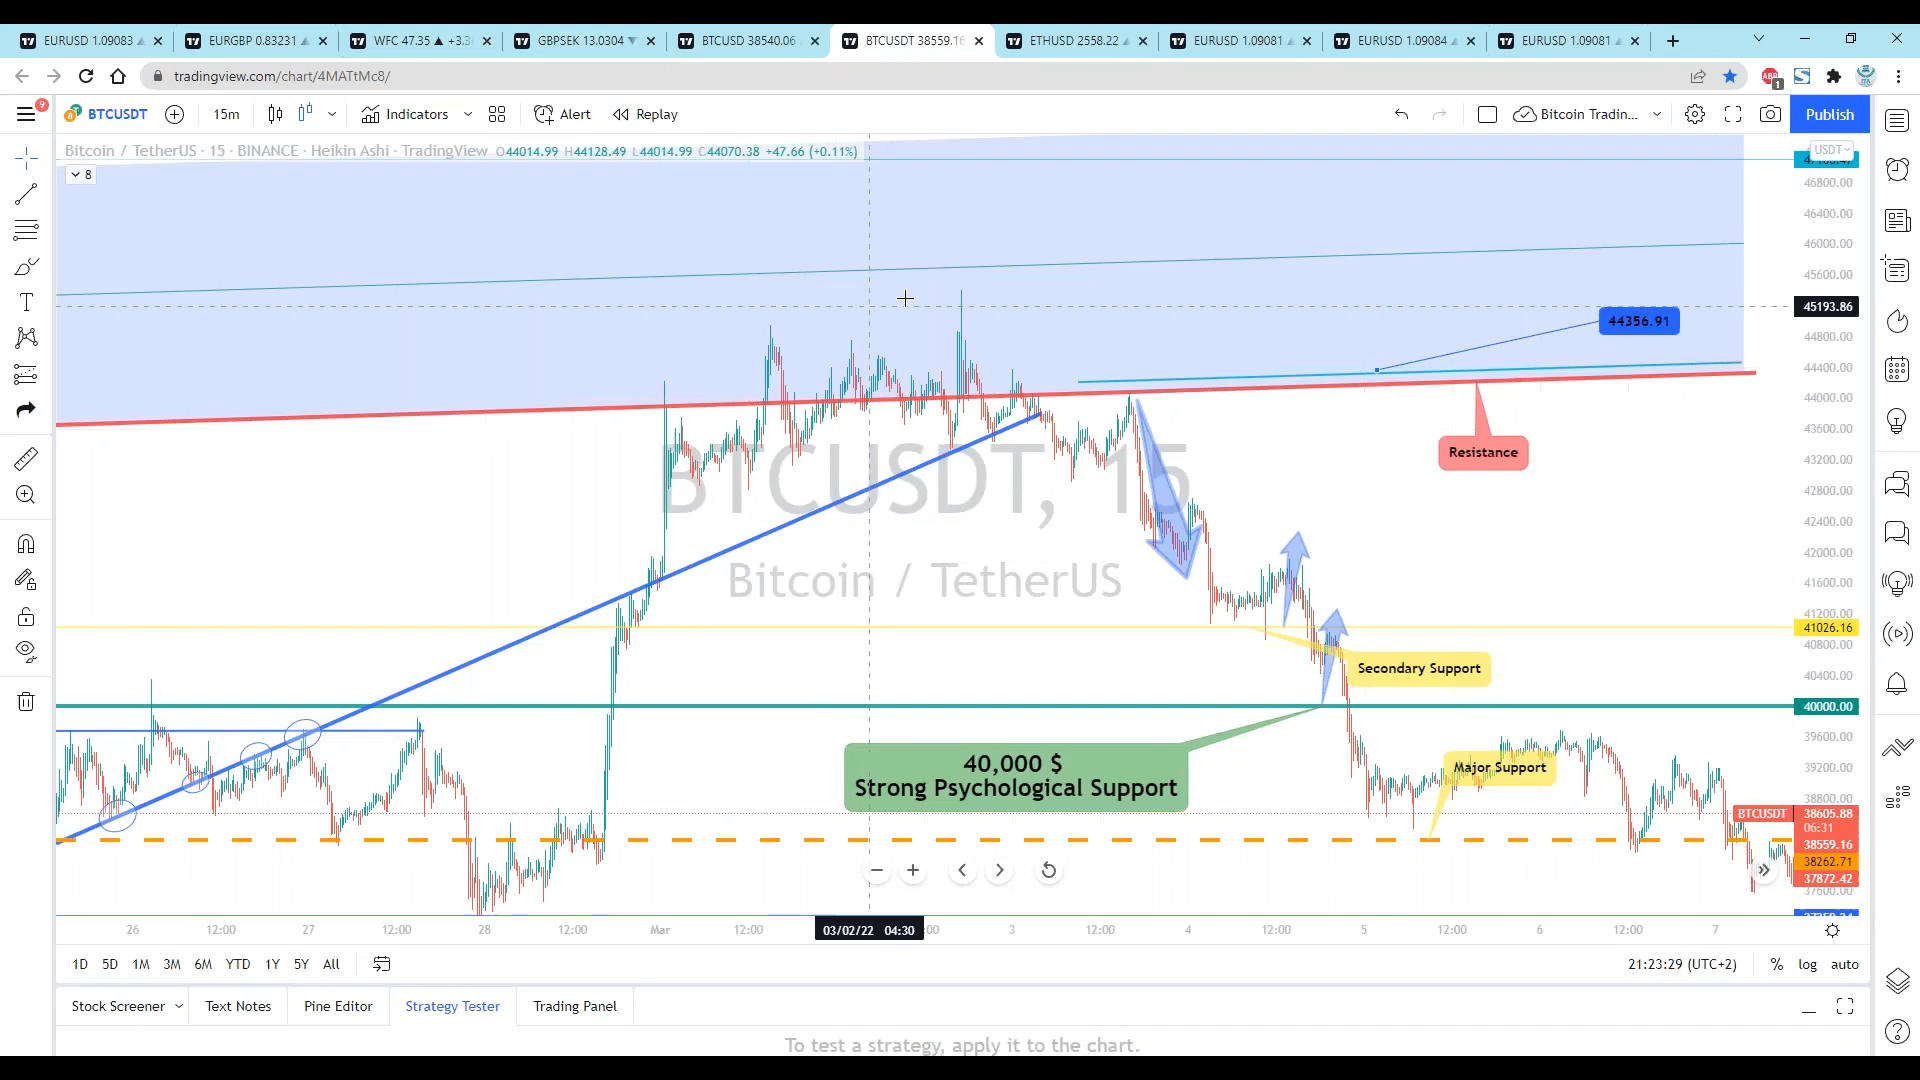 EURUSD 1.09083
EURGBP 0.83231
WFC 47.35 ▲ +3.3
GBPSEK 13.0304 ▼
BTCUSD 38540.06
BTCUSDT 38559.16
ETHUSD 2558.22
EURUSD 1.09081
EURUSD 1.09084
EURUSD 1.09081
tradingview.com/chart/4MATtMc8/
ABP
1
9
BTCUSDT
15m
Indicators
Alert
Replay
Bitcoin Tradin...
Publish
Bitcoin / TetherUS · 15 · BINANCE · Heikin Ashi · TradingView O44014.99 H44128.49 L44014.99 C44070.38 +47.66 (+0.11%)
8
USDT
46800.00
46400.00
46000.00
45600.00
45193.86
44800.00
44400.00
44000.00
43600.00
43200.00
42800.00
42400.00
42000.00
41600.00
41200.00
41026.16
40800.00
40400.00
40000.00
39600.00
39200.00
38800.00
BTCUSDT 38605.88
06:31
38559.16
38262.71
37872.42
37600.00
44356.91
Resistance
BTCUSDT, 15
Bitcoin / TetherUS
Secondary Support
40,000 $
Strong Psychological Support
Major Support
26 12:00 27 12:00 28 12:00 Mar 12:00 03/02/22 04:30 :00 3 12:00 4 12:00 5 12:00 6 12:00 7
1D 5D 1M 3M 6M YTD 1Y 5Y All
21:23:29 (UTC+2) % log auto
Stock Screener Text Notes Pine Editor Strategy Tester Trading Panel
To test a strategy, apply it to the chart.